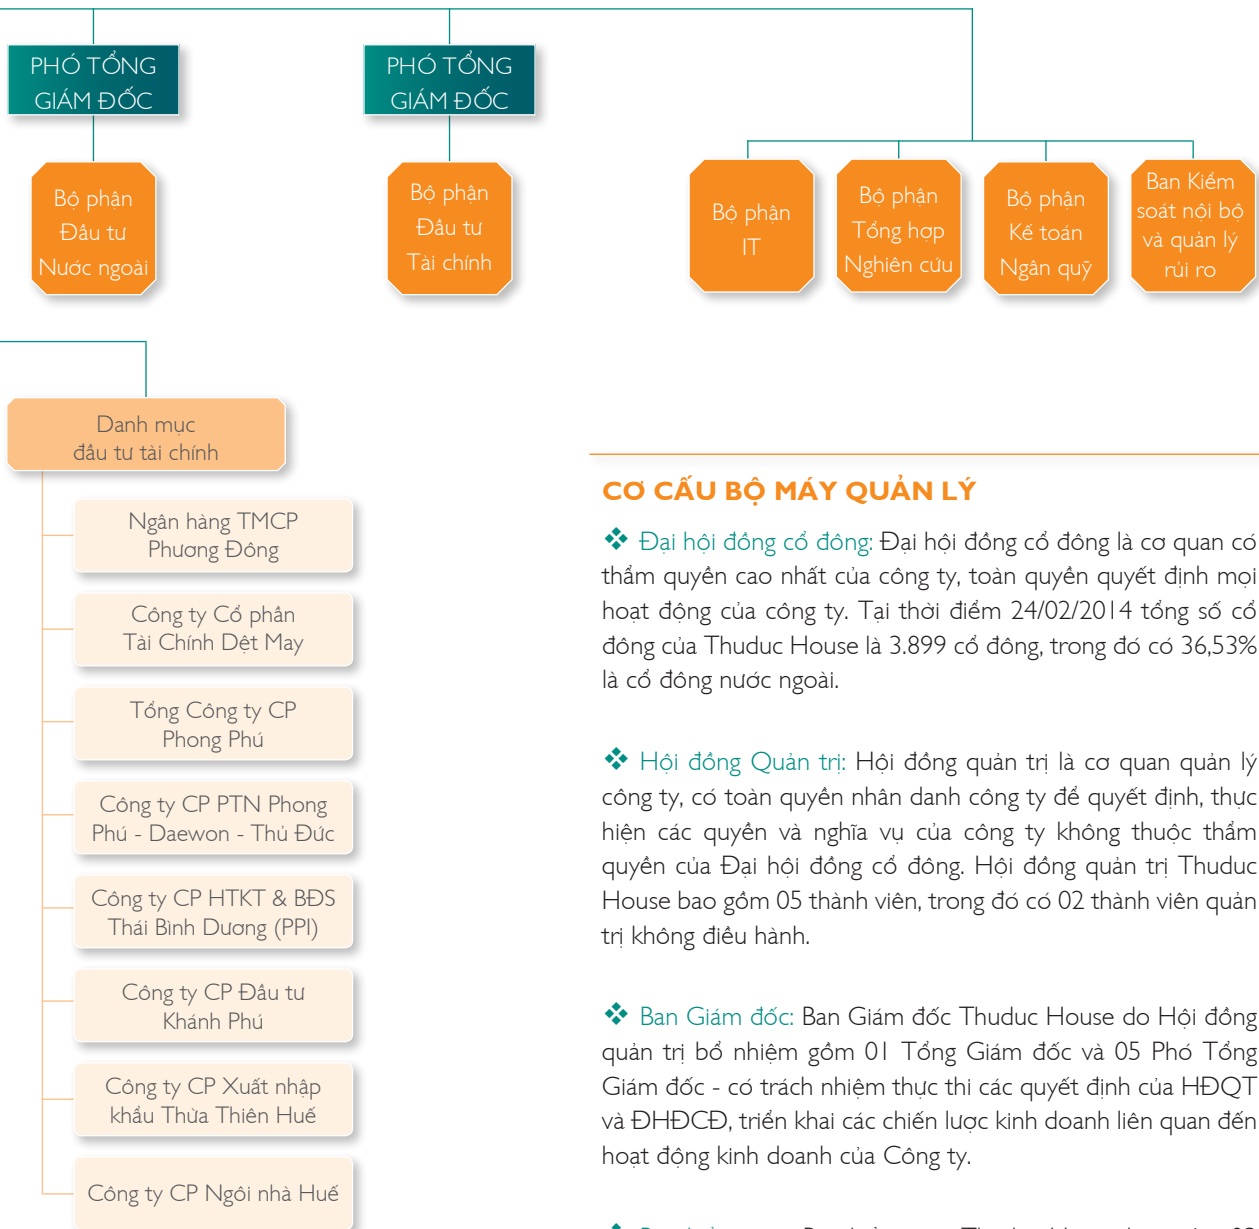 PHÓ TỔNG
GIÁM ĐỐC
PHÓ TỔNG
GIÁM ĐỐC
Bộ phận
Đầu tư
Nước ngoài
Bộ phận
Đầu tư
Tài chính
Bộ phận
IT
Bộ phận
Tổng hợp
Nghiên cứu
Bộ phận
Kế toán
Ngân quỹ
Ban Kiểm
soát nội bộ
và quản lý
rủi ro
Danh mục
đầu tư tài chính
Ngân hàng TMCP
Phương Đông
Công ty Cổ phần
Tài Chính Dệt May
Tổng Công ty CP
Phong Phú
Công ty CP PTN Phong
Phú - Daewon - Thủ Đức
Công ty CP HTKT & BĐS
Thái Bình Dương (PPI)
Công ty CP Đầu tư
Khánh Phú
Công ty CP Xuất nhập
khẩu Thừa Thiên Huế
Công ty CP Ngôi nhà Huế
CƠ CẤU BỘ MÁY QUẢN LÝ
❖ Đại hội đồng cổ đông: Đại hội đồng cổ đông là cơ quan có
thẩm quyền cao nhất của công ty, toàn quyền quyết định mọi
hoạt động của công ty. Tại thời điểm 24/02/2014 tổng số cổ
đông của Thuduc House là 3.899 cổ đông, trong đó có 36,53%
là cổ đông nước ngoài.
❖ Hội đồng Quản trị: Hội đồng quản trị là cơ quan quản lý
công ty, có toàn quyền nhân danh công ty để quyết định, thực
hiện các quyền và nghĩa vụ của công ty không thuộc thẩm
quyền của Đại hội đồng cổ đông. Hội đồng quản trị Thuduc
House bao gồm 05 thành viên, trong đó có 02 thành viên quản
trị không điều hành.
❖ Ban Giám đốc: Ban Giám đốc Thuduc House do Hội đồng
quản trị bổ nhiệm gồm 01 Tổng Giám đốc và 05 Phó Tổng
Giám đốc - có trách nhiệm thực thi các quyết định của HĐQT
và ĐHĐCĐ, triển khai các chiến lược kinh doanh liên quan đến
hoạt động kinh doanh của Công ty.